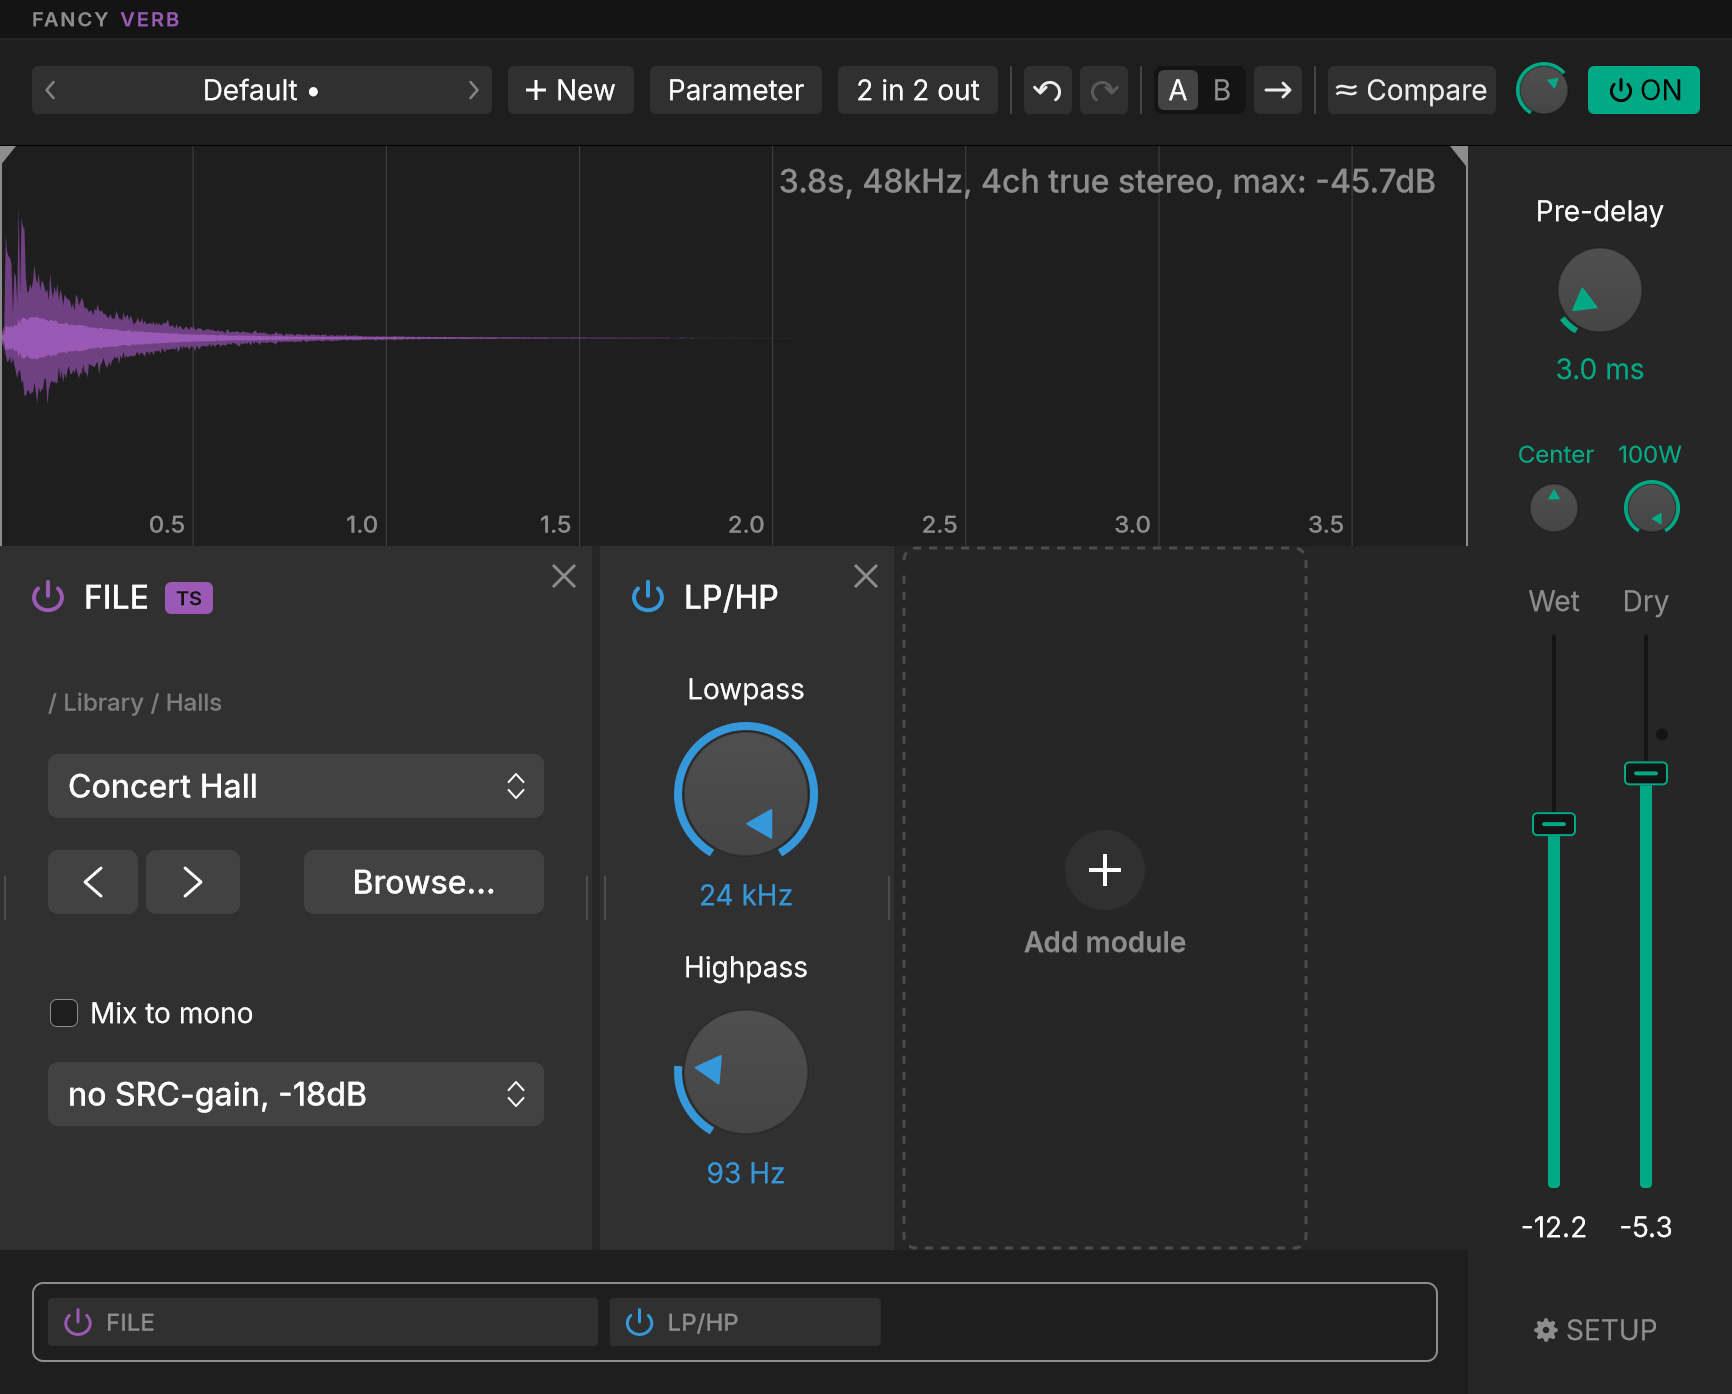 FANCY VERB
Default •
+ New
Parameter
2 in 2 out
A B
≈ Compare
ON
3.8s, 48kHz, 4ch true stereo, max: -45.7dB
0.5 1.0 1.5 2.0 2.5 3.0 3.5
Pre-delay
3.0 ms
Center 100W
Wet Dry
-12.2 -5.3
SETUP
FILE TS
/ Library / Halls
Concert Hall
< >
Browse...
Mix to mono
no SRC-gain, -18dB
LP/HP
Lowpass
24 kHz
Highpass
93 Hz
+
Add module
FILE
LP/HP